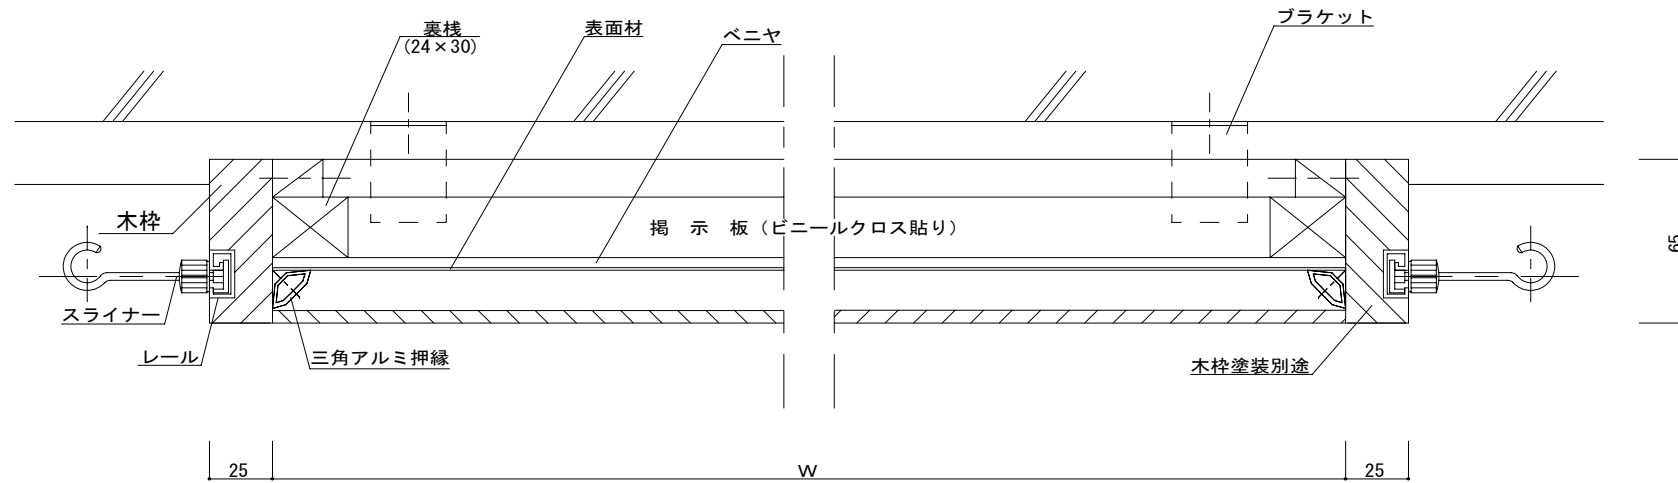 裏桟
(24×30)
表面材
ベニヤ
ブラケット
木枠
掲 示 板（ビニールクロス貼り）
65
スライナー
レール
三角アルミ押縁
木枠塗装別途
25
W
25